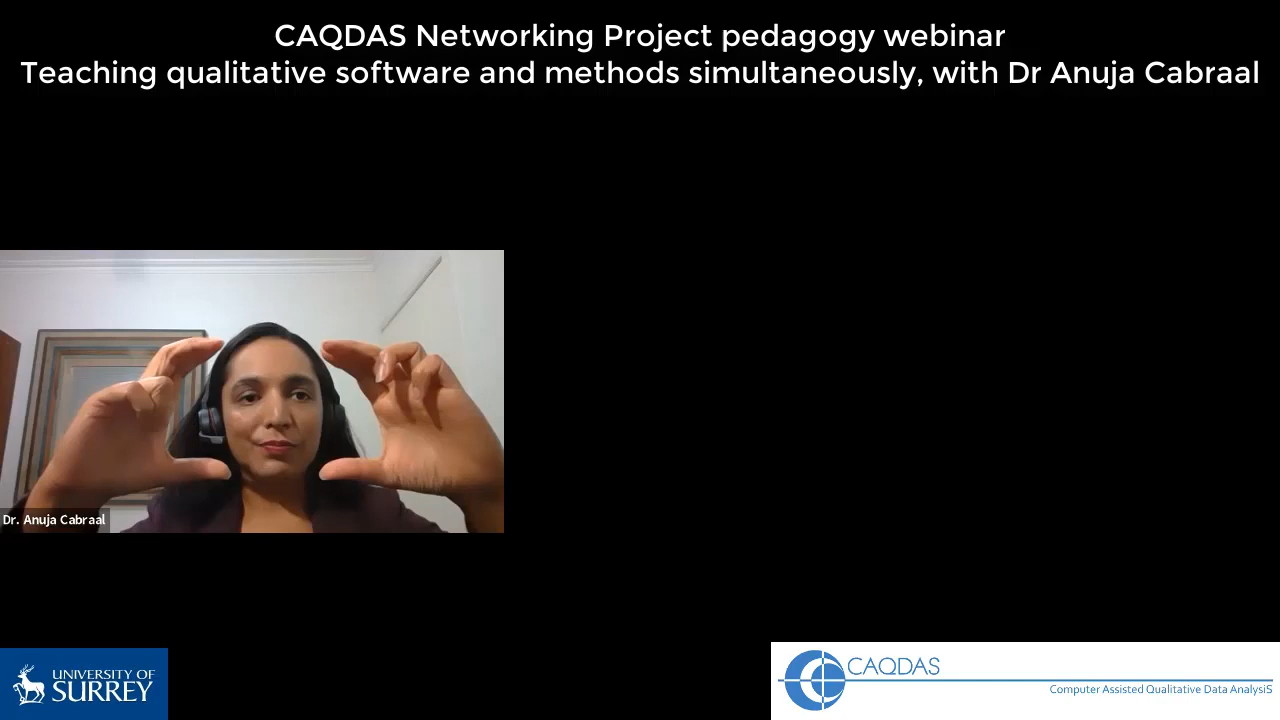 CAQDAS Networking Project pedagogy webinar
Teaching qualitative software and methods simultaneously, with Dr Anuja Cabraal
Dr. Anuja Cabraal
UNIVERSITY OF
SURREY
CAQDAS
Computer Assisted Qualitative Data AnalysiS